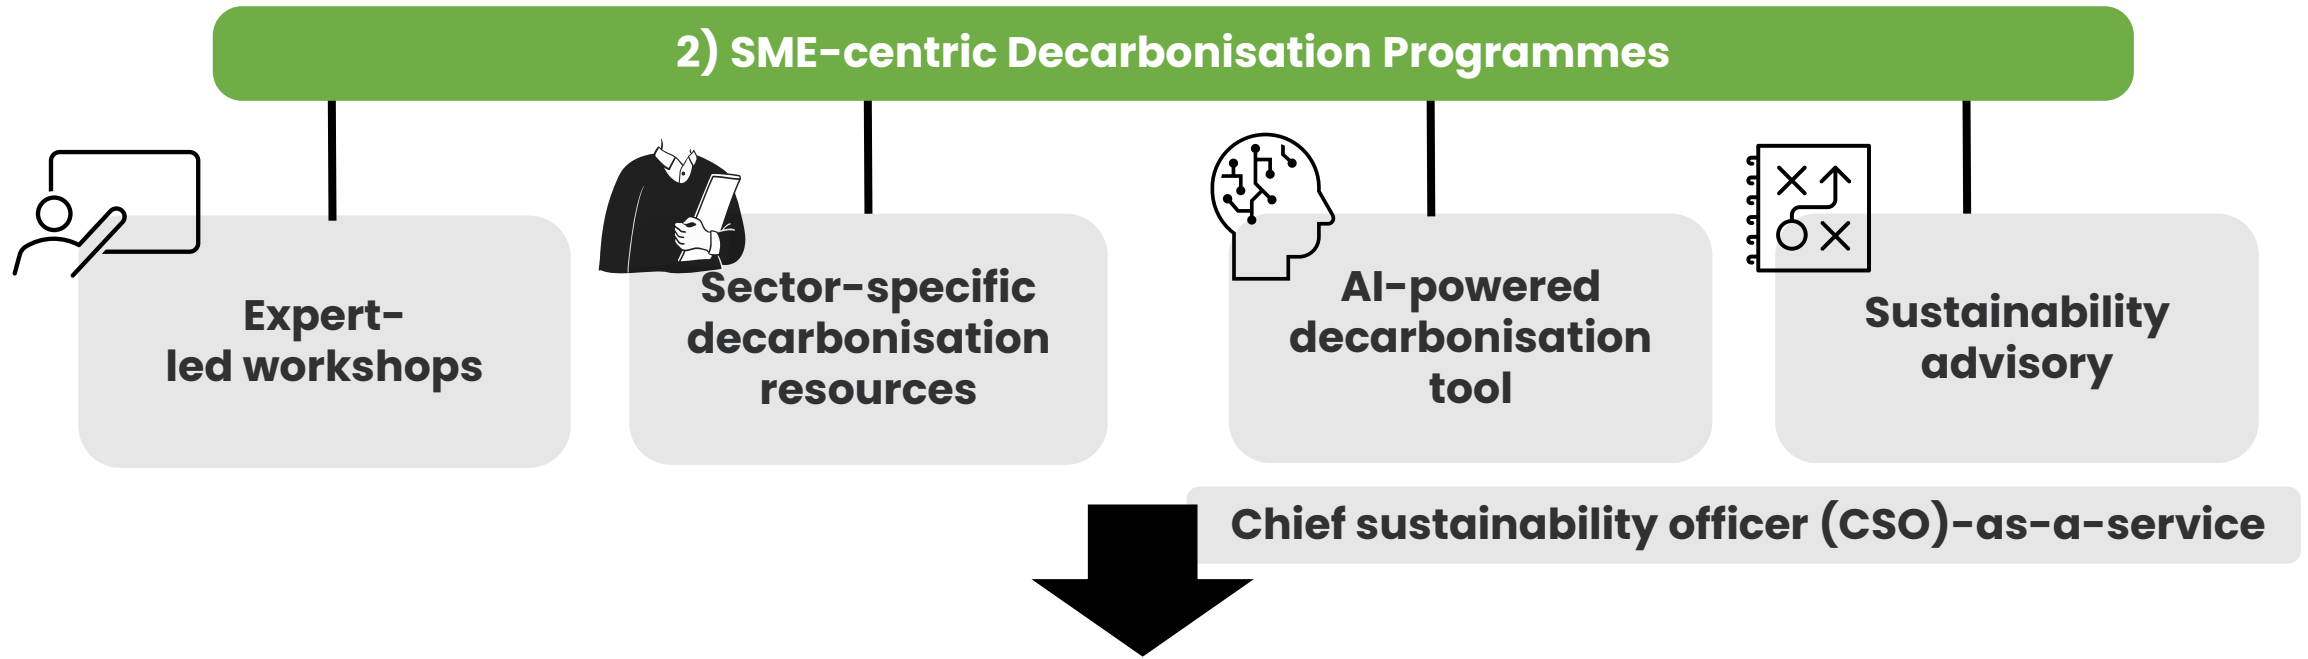 2) SME-centric Decarbonisation Programmes
Expert-
led workshops
Sector-specific
decarbonisation
resources
AI-powered
decarbonisation
tool
Sustainability
advisory
Chief sustainability officer (CSO)-as-a-service